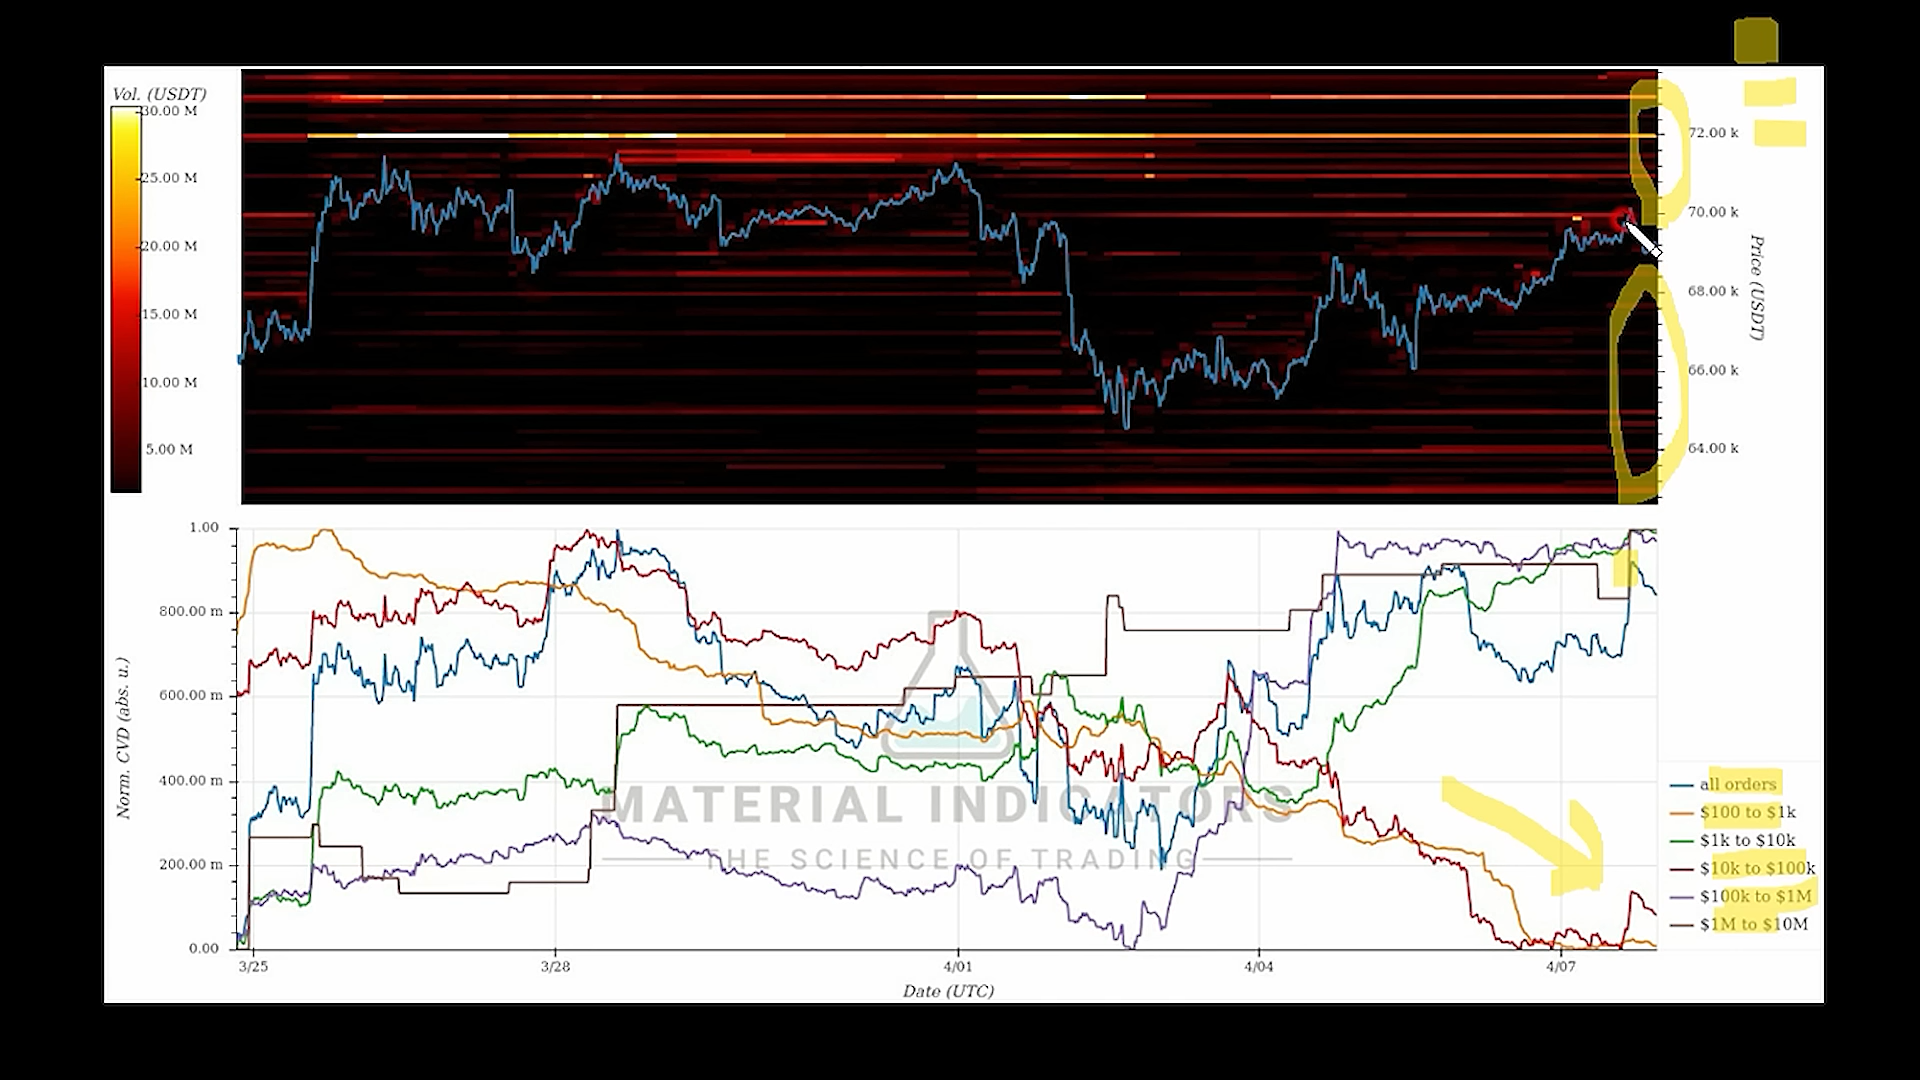 Vol. (USDT)
30.00 M
25.00 M
20.00 M
15.00 M
10.00 M
5.00 M
72.00 k
70.00 k
68.00 k
66.00 k
64.00 k
Price (USDT)
1.00
800.00 m
600.00 m
400.00 m
200.00 m
0.00
Norm. CVD (abs. u.)
MATERIAL INDICATORS
THE SCIENCE OF TRADING
all orders
$100 to $1k
$1k to $10k
$10k to $100k
$100k to $1M
$1M to $10M
3/25
3/28
4/01
4/04
4/07
Date (UTC)